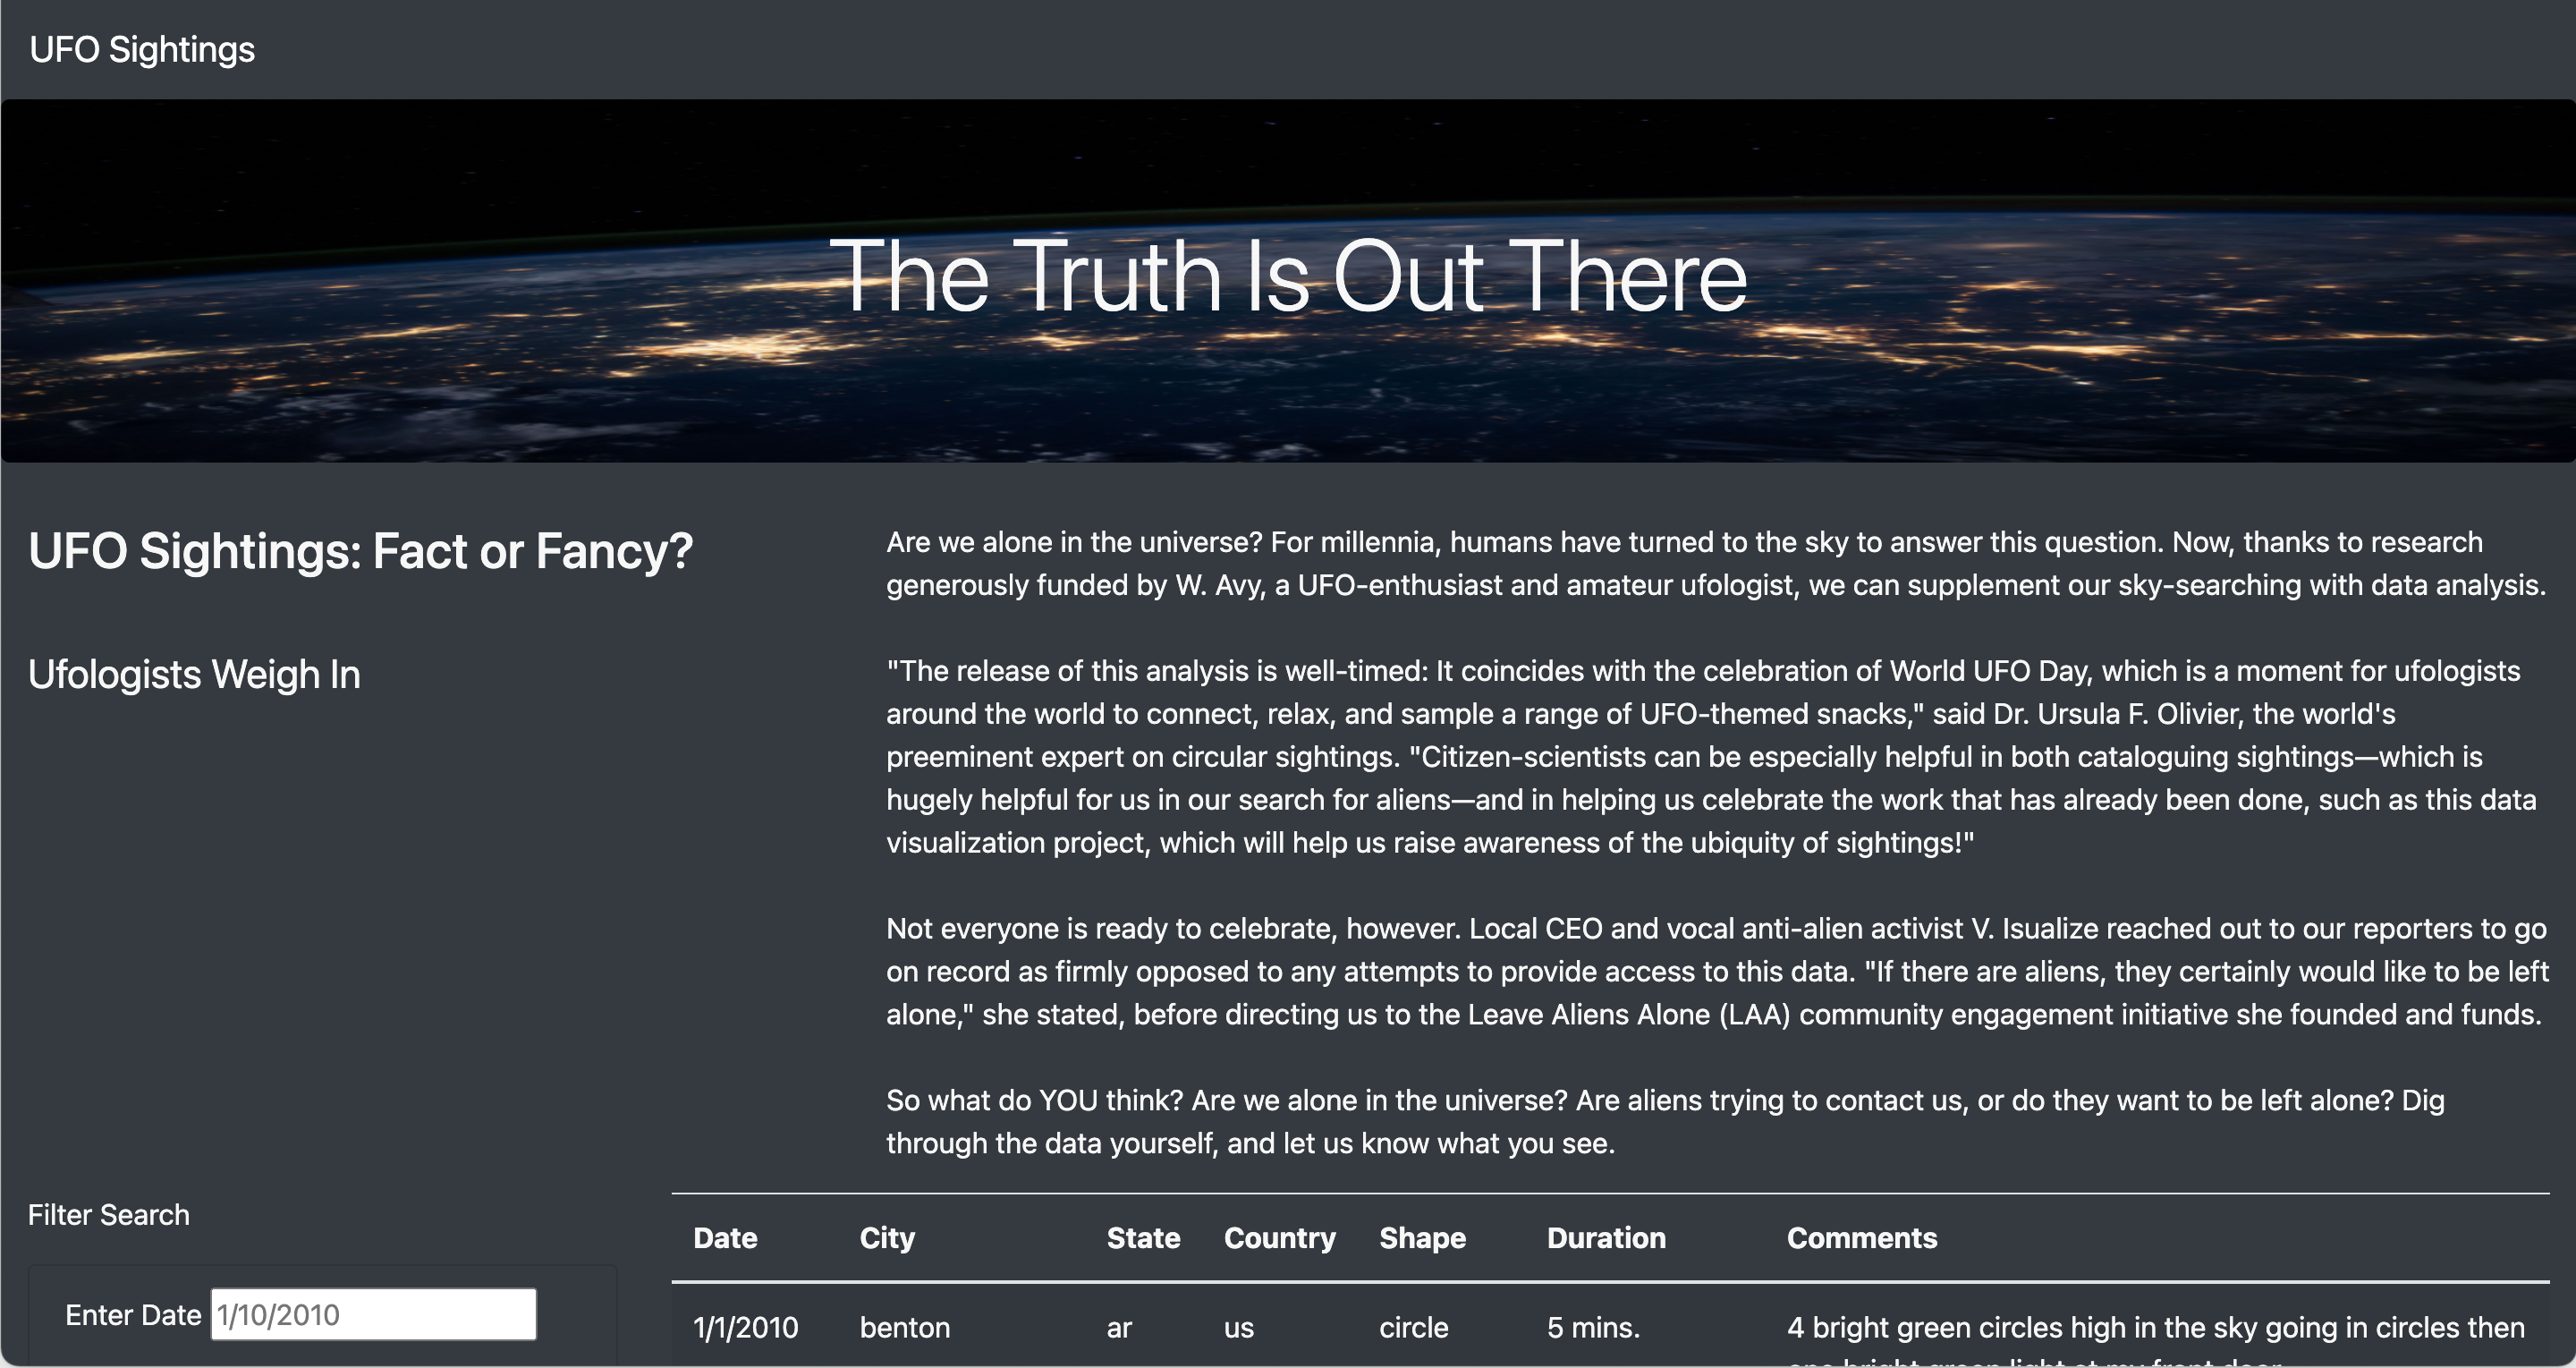 UFO Sightings
The Truth Is Out There
UFO Sightings: Fact or Fancy?
Are we alone in the universe? For millennia, humans have turned to the sky to answer this question. Now, thanks to research
generously funded by W. Avy, a UFO-enthusiast and amateur ufologist, we can supplement our sky-searching with data analysis.
Ufologists Weigh In
"The release of this analysis is well-timed: It coincides with the celebration of World UFO Day, which is a moment for ufologists
around the world to connect, relax, and sample a range of UFO-themed snacks," said Dr. Ursula F. Olivier, the world's
preeminent expert on circular sightings. "Citizen-scientists can be especially helpful in both cataloguing sightings—which is
hugely helpful for us in our search for aliens—and in helping us celebrate the work that has already been done, such as this data
visualization project, which will help us raise awareness of the ubiquity of sightings!"
Not everyone is ready to celebrate, however. Local CEO and vocal anti-alien activist V. Isualize reached out to our reporters to go
on record as firmly opposed to any attempts to provide access to this data. "If there are aliens, they certainly would like to be left
alone," she stated, before directing us to the Leave Aliens Alone (LAA) community engagement initiative she founded and funds.
So what do YOU think? Are we alone in the universe? Are aliens trying to contact us, or do they want to be left alone? Dig
through the data yourself, and let us know what you see.
Filter Search
Enter Date 1/10/2010
Date City State Country Shape Duration Comments
1/1/2010 benton ar us circle 5 mins. 4 bright green circles high in the sky going in circles then
one bright green light at my front door.